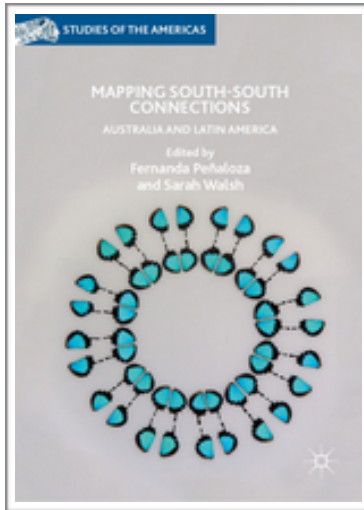 STUDIES OF THE AMERICAS
MAPPING SOUTH-SOUTH
CONNECTIONS
AUSTRALIA AND LATIN AMERICA
Edited by
Fernanda Peñaloza
and Sarah Walsh